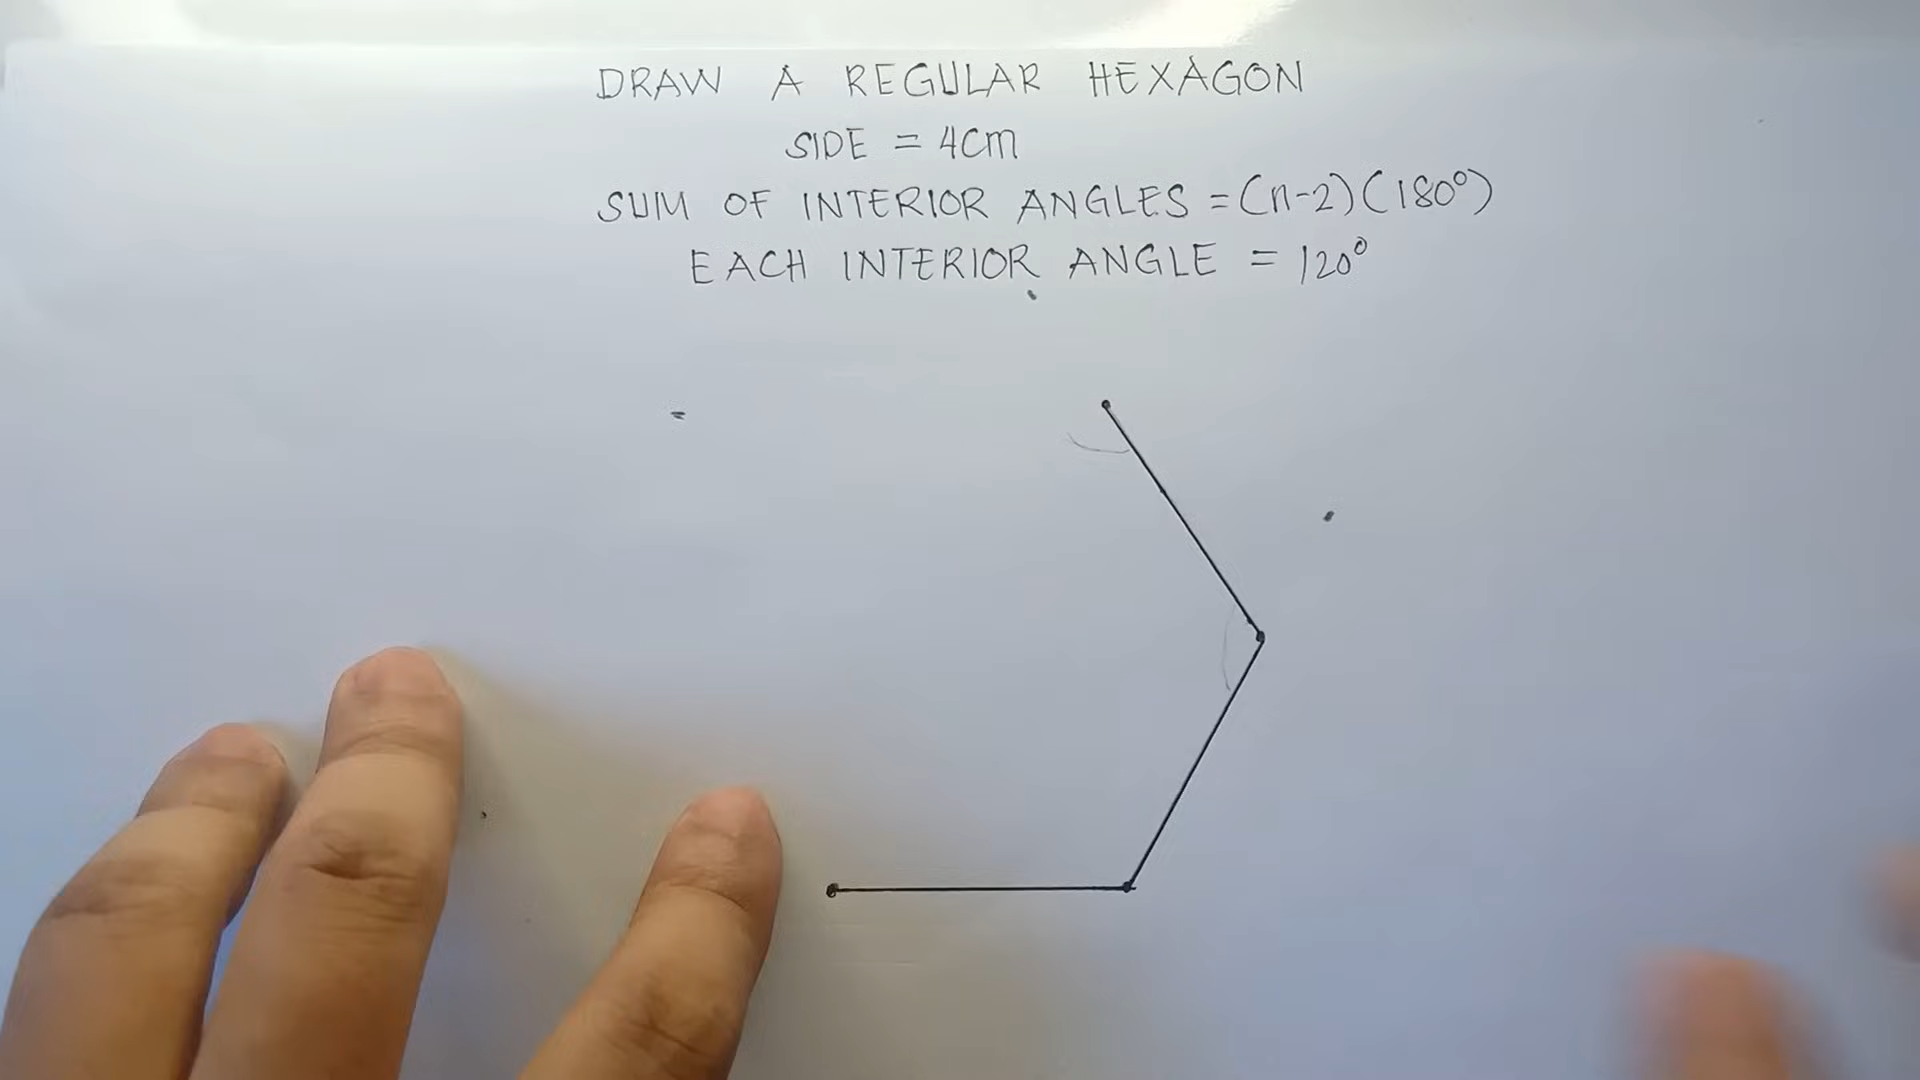 DRAW A REGULAR HEXAGON
SIDE = 4cm
SUM OF INTERIOR ANGLES = (n-2)(180°)
EACH INTERIOR ANGLE = 120°